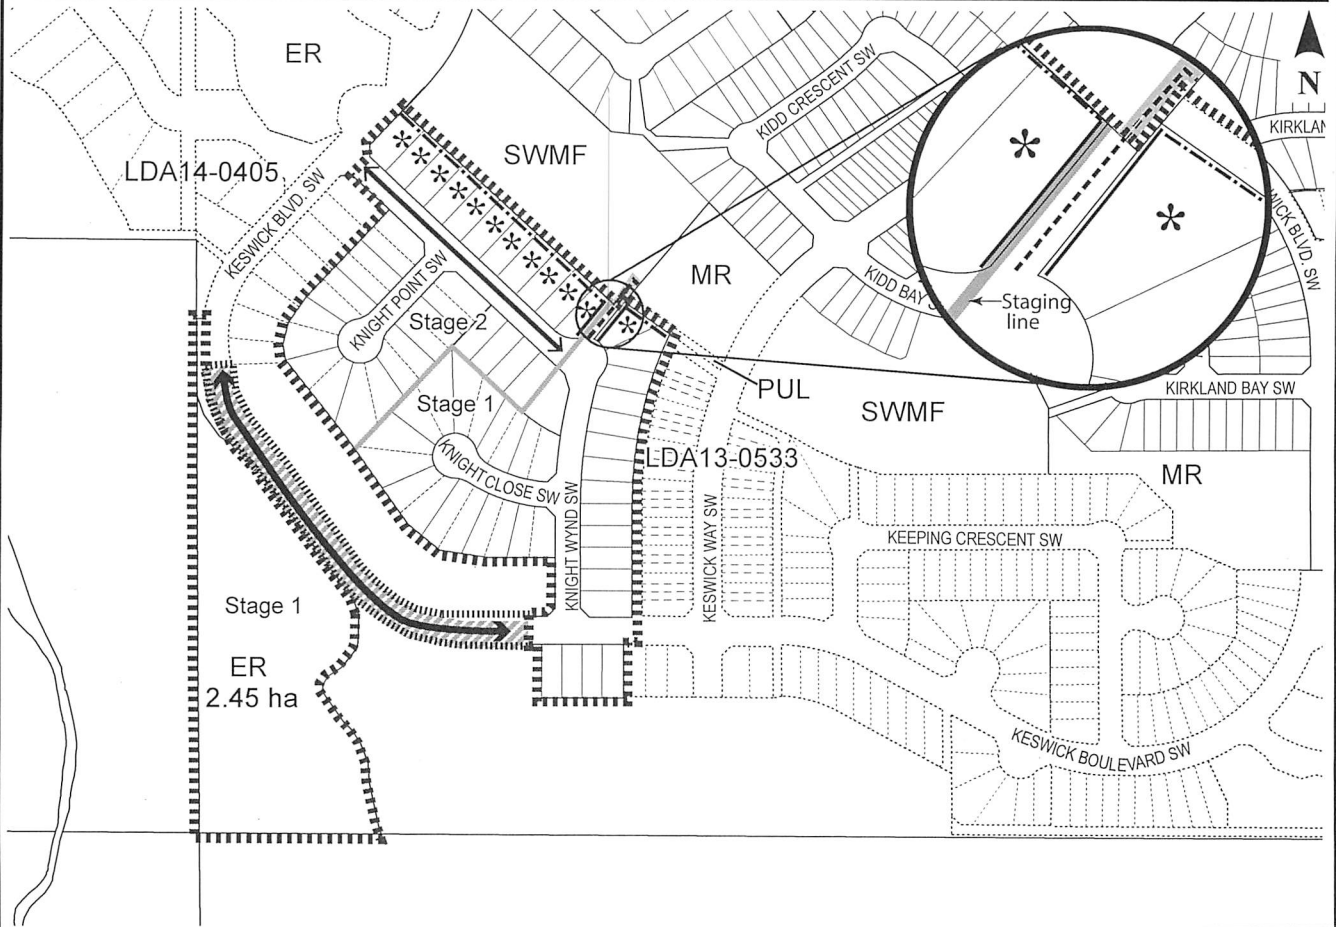 ER
KIDD CRESCENT SW
N
KIRKLAN
SWMF
LDA14-0405
KESWICK BLVD. SW
WICK BLVD. SW
MR
KNIGHT POINT SW
KIDD BAY S
Staging
line
Stage 2
PUL
KIRKLAND BAY SW
Stage 1
SWMF
LDA13-0533
MR
KNIGHT CLOSE SW
KNIGHT WYND SW
KESWICK WAY SW
KEEPING CRESCENT SW
Stage 1
ER
2.45 ha
KESWICK BOULEVARD SW